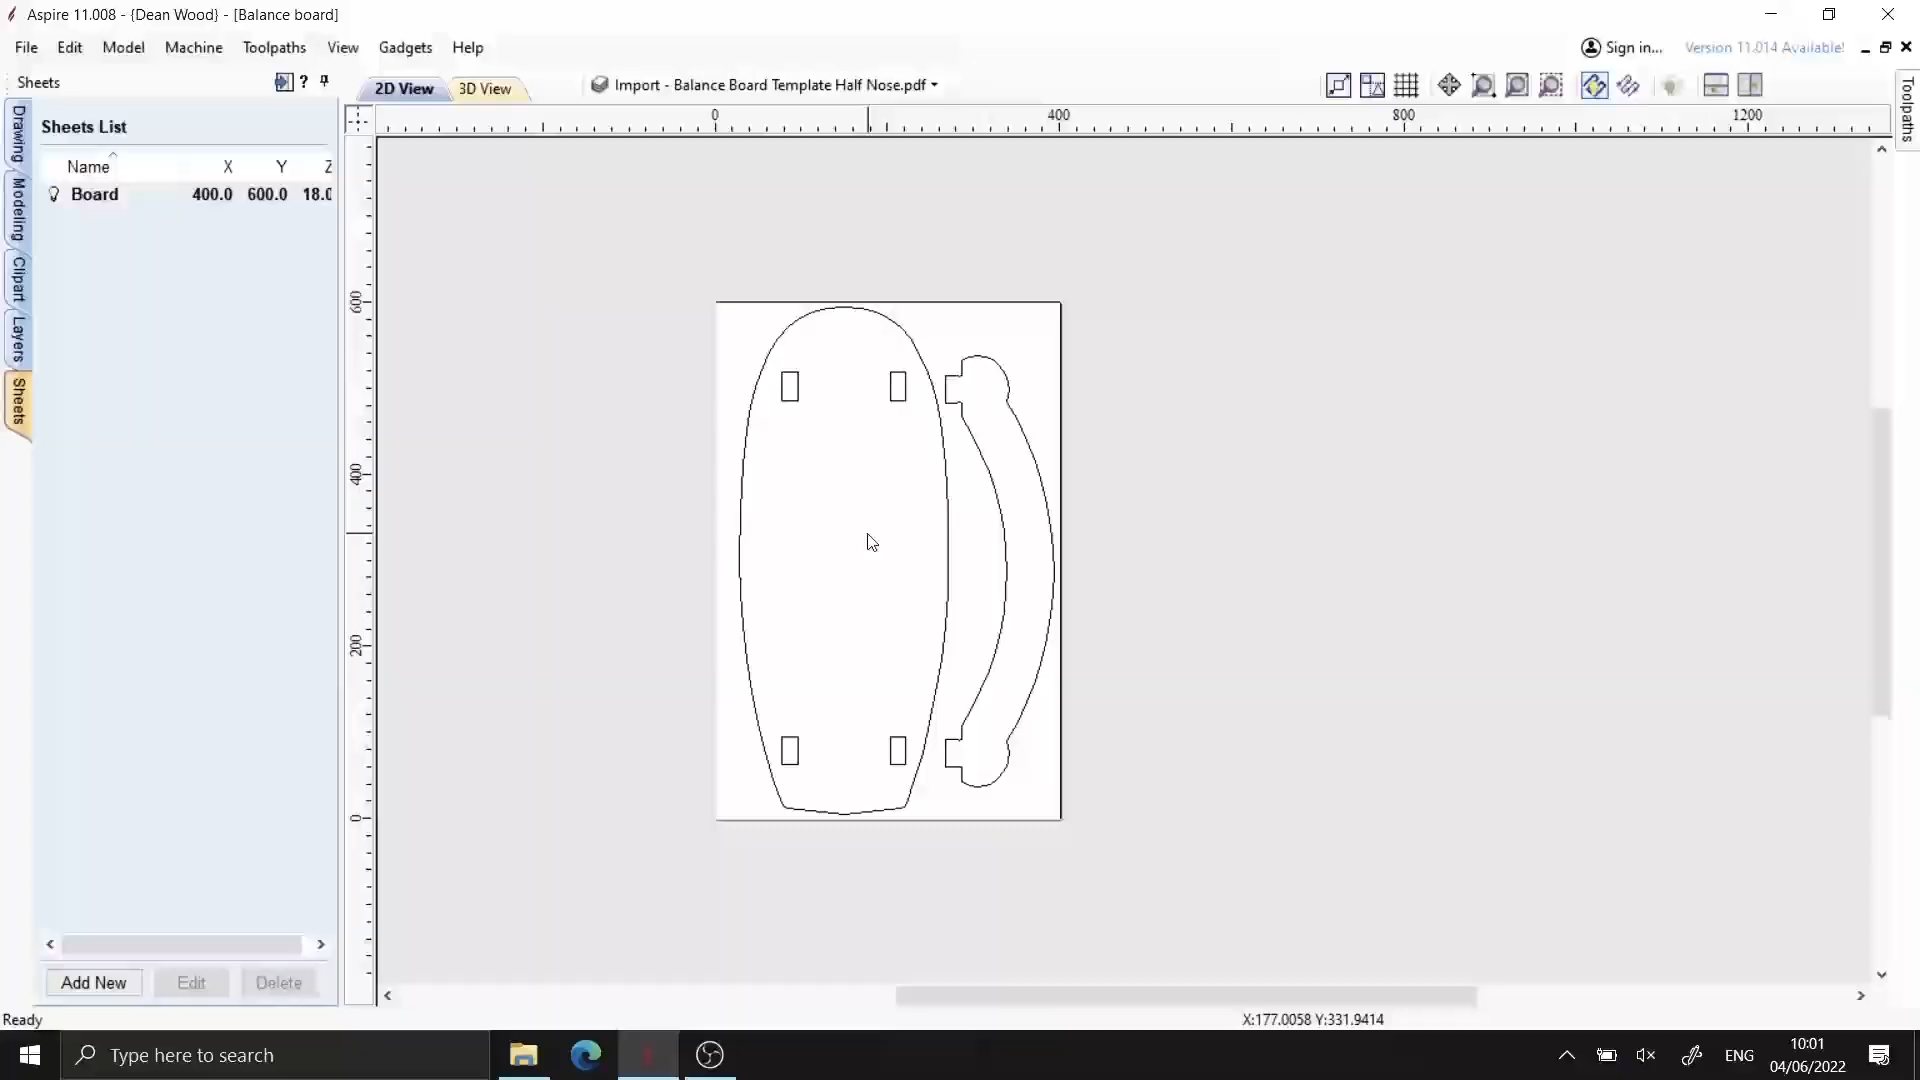 Aspire 11.008 - {Dean Wood} - [Balance board]
File Edit Model Machine Toolpaths View Gadgets Help
Sign in... Version 11.014 Available!
Sheets
?
2D View 3D View Import - Balance Board Template Half Nose.pdf
0 400 800 1200
Sheets List
Name X Y Z
Board 400.0 600.0 18.0
Drawing
Modeling
Clipart
Layers
Sheets
Toolpaths
600
400
200
0
Add New Edit Delete
Ready
X:177.0058 Y:331.9414
Type here to search
ENG
10:01
04/06/2022